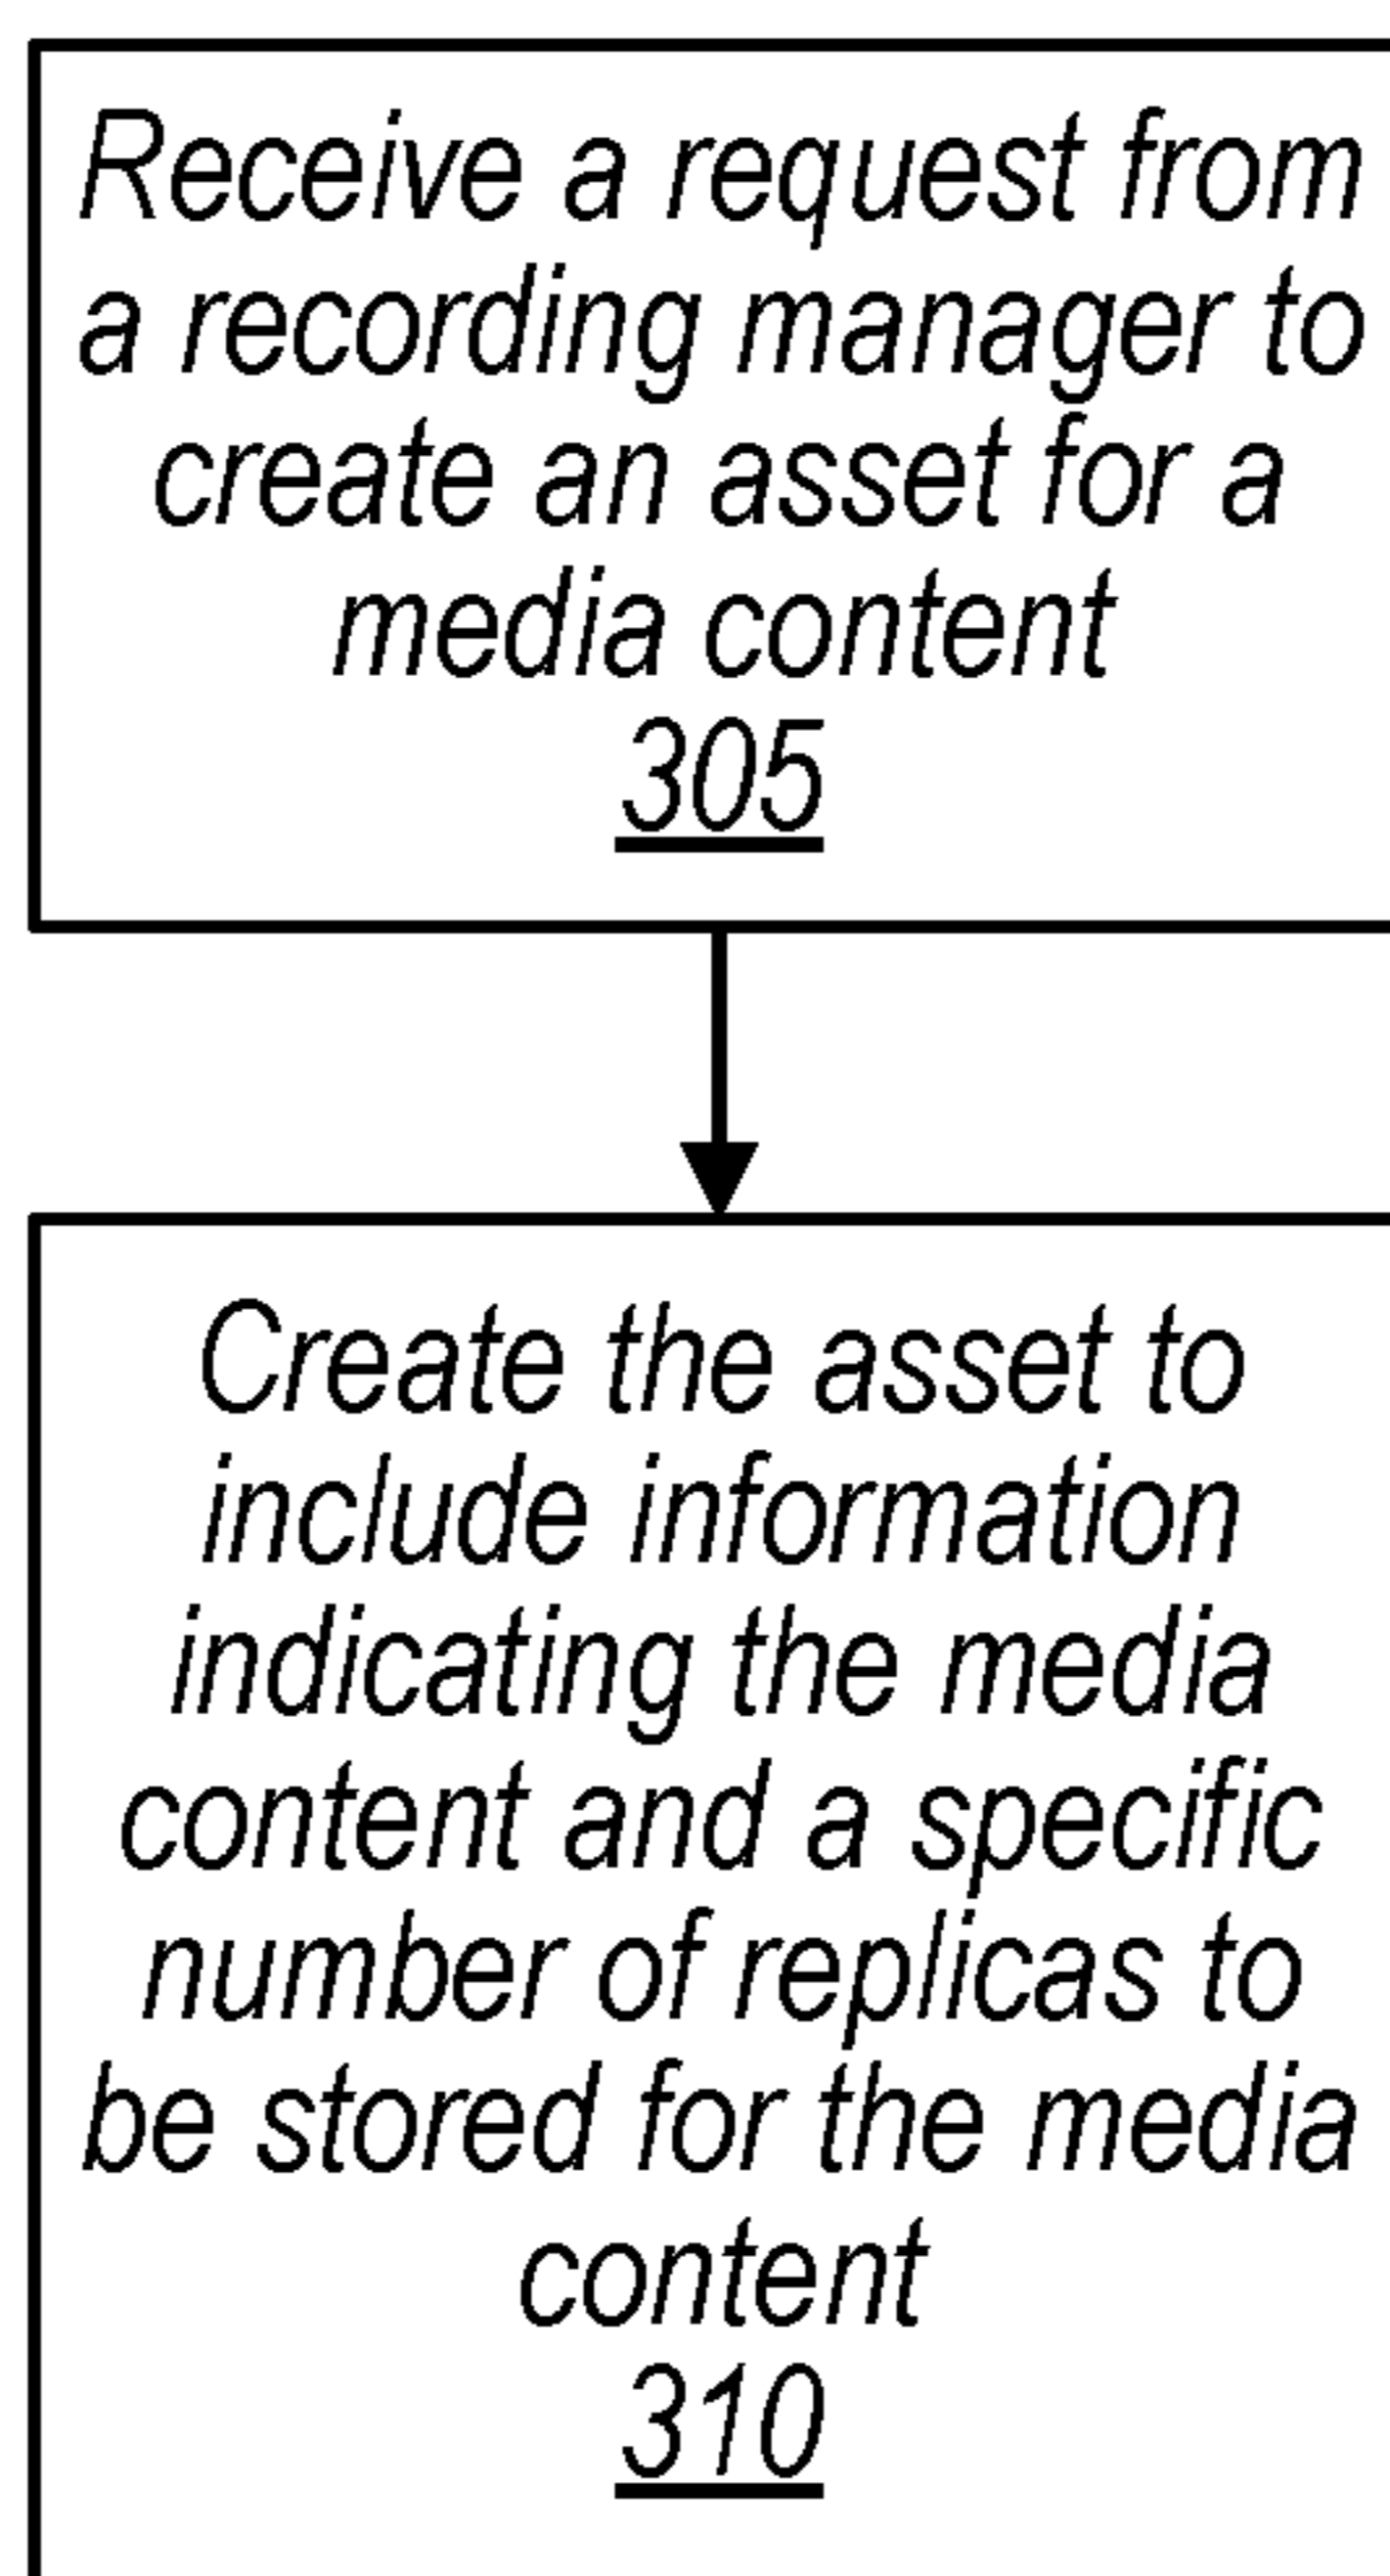 Receive a request from
a recording manager to
create an asset for a
media content
305
Create the asset to
include information
indicating the media
content and a specific
number of replicas to
be stored for the media
content
310